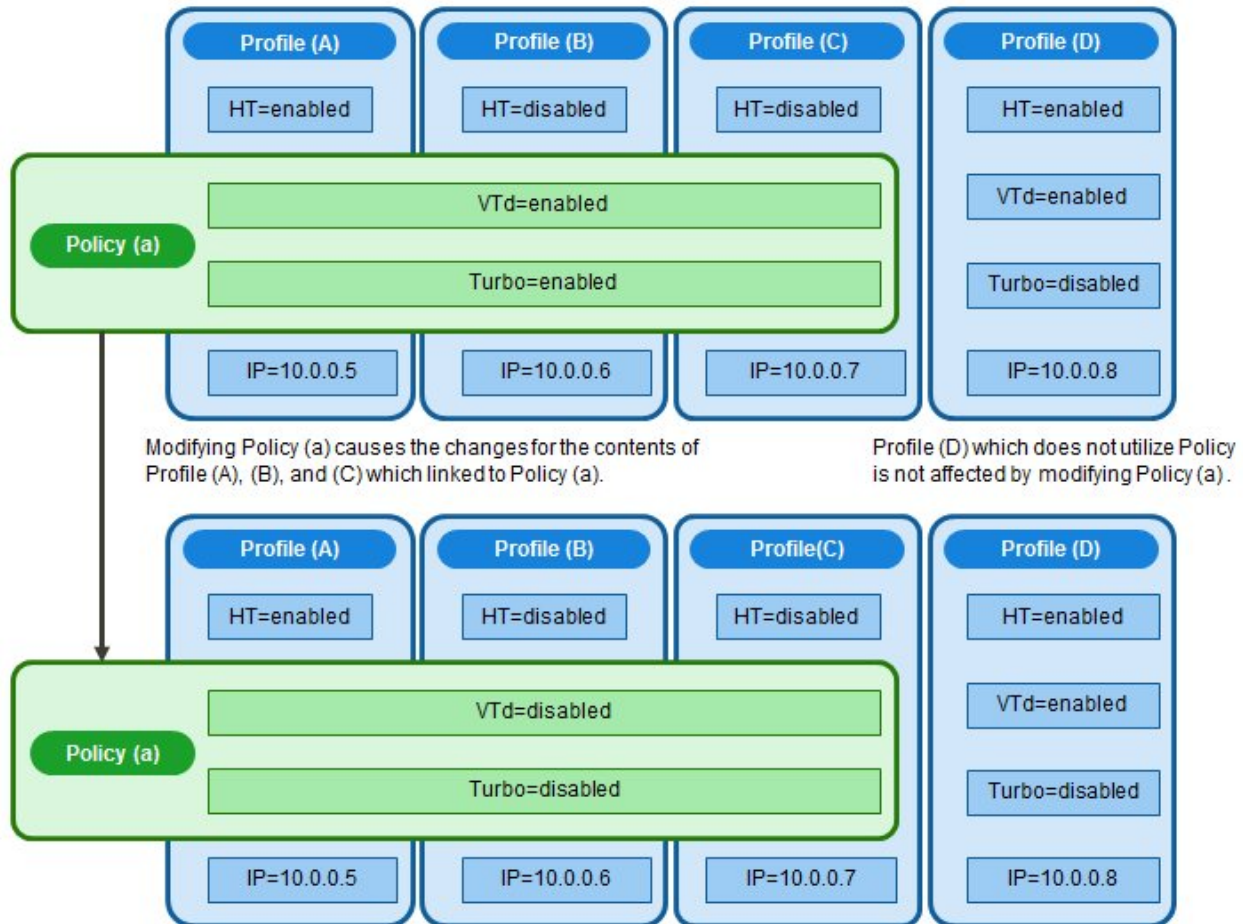 Profile (A)
Profile (B)
Profile (C)
Profile (D)
HT=enabled
HT=disabled
HT=disabled
HT=enabled
Policy (a)
VTd=enabled
VTd=enabled
Turbo=enabled
Turbo=disabled
IP=10.0.0.5
IP=10.0.0.6
IP=10.0.0.7
IP=10.0.0.8
Modifying Policy (a) causes the changes for the contents of
Profile (A), (B), and (C) which linked to Policy (a).
Profile (D) which does not utilize Policy
is not affected by modifying Policy (a) .
Profile (A)
Profile (B)
Profile(C)
Profile (D)
HT=enabled
HT=disabled
HT=disabled
HT=enabled
Policy (a)
VTd=disabled
VTd=enabled
Turbo=disabled
Turbo=disabled
IP=10.0.0.5
IP=10.0.0.6
IP=10.0.0.7
IP=10.0.0.8